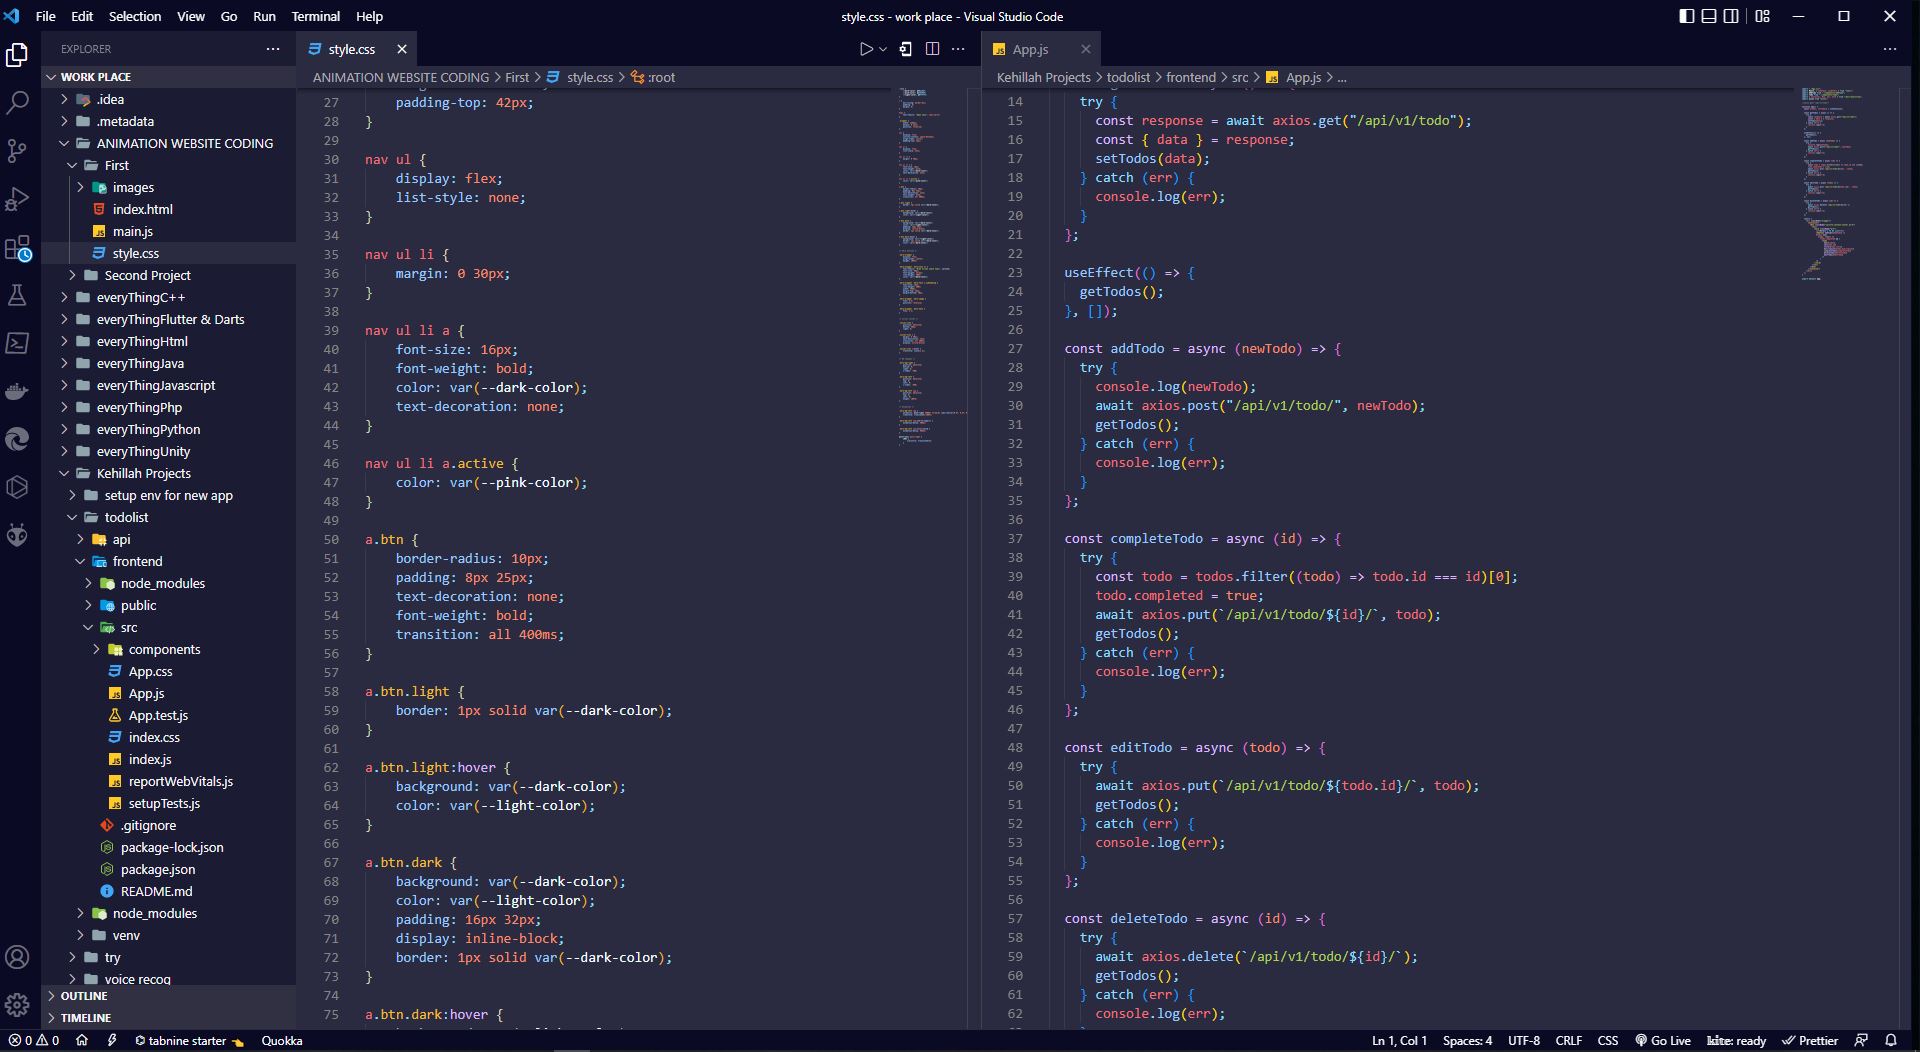 File Edit Selection View Go Run Terminal Help
style.css - work place - Visual Studio Code
EXPLORER
WORK PLACE
.idea
.metadata
ANIMATION WEBSITE CODING
First
images
index.html
main.js
style.css
Second Project
everyThingC++
everyThingFlutter & Darts
everyThingHtml
everyThingJava
everyThingJavascript
everyThingPhp
everyThingPython
everyThingUnity
Kehillah Projects
setup env for new app
todolist
api
frontend
node_modules
public
src
components
App.css
App.js
App.test.js
index.css
index.js
reportWebVitals.js
setupTests.js
.gitignore
package-lock.json
package.json
README.md
node_modules
venv
try
voice recog
OUTLINE
TIMELINE
style.css
ANIMATION WEBSITE CODING > First > style.css > :root
27 padding-top: 42px;
28 }
29
30 nav ul {
31 display: flex;
32 list-style: none;
33 }
34
35 nav ul li {
36 margin: 0 30px;
37 }
38
39 nav ul li a {
40 font-size: 16px;
41 font-weight: bold;
42 color: var(--dark-color);
43 text-decoration: none;
44 }
45
46 nav ul li a.active {
47 color: var(--pink-color);
48 }
49
50 a.btn {
51 border-radius: 10px;
52 padding: 8px 25px;
53 text-decoration: none;
54 font-weight: bold;
55 transition: all 400ms;
56 }
57
58 a.btn.light {
59 border: 1px solid var(--dark-color);
60 }
61
62 a.btn.light:hover {
63 background: var(--dark-color);
64 color: var(--light-color);
65 }
66
67 a.btn.dark {
68 background: var(--dark-color);
69 color: var(--light-color);
70 padding: 16px 32px;
71 display: inline-block;
72 border: 1px solid var(--dark-color);
73 }
74
75 a.btn.dark:hover {
App.js
Kehillah Projects > todolist > frontend > src > App.js > ...
14 try {
15 const response = await axios.get("/api/v1/todo");
16 const { data } = response;
17 setTodos(data);
18 } catch (err) {
19 console.log(err);
20 }
21 };
22
23 useEffect(() => {
24 getTodos();
25 }, []);
26
27 const addTodo = async (newTodo) => {
28 try {
29 console.log(newTodo);
30 await axios.post("/api/v1/todo/", newTodo);
31 getTodos();
32 } catch (err) {
33 console.log(err);
34 }
35 };
36
37 const completeTodo = async (id) => {
38 try {
39 const todo = todos.filter((todo) => todo.id === id)[0];
40 todo.completed = true;
41 await axios.put(`/api/v1/todo/${id}/`, todo);
42 getTodos();
43 } catch (err) {
44 console.log(err);
45 }
46 };
47
48 const editTodo = async (todo) => {
49 try {
50 await axios.put(`/api/v1/todo/${todo.id}/`, todo);
51 getTodos();
52 } catch (err) {
53 console.log(err);
54 }
55 };
56
57 const deleteTodo = async (id) => {
58 try {
59 await axios.delete(`/api/v1/todo/${id}/`);
60 getTodos();
61 } catch (err) {
62 console.log(err);
0 0 tabnine starter Quokka
Ln 1, Col 1 Spaces: 4 UTF-8 CRLF CSS Go Live kite: ready Prettier